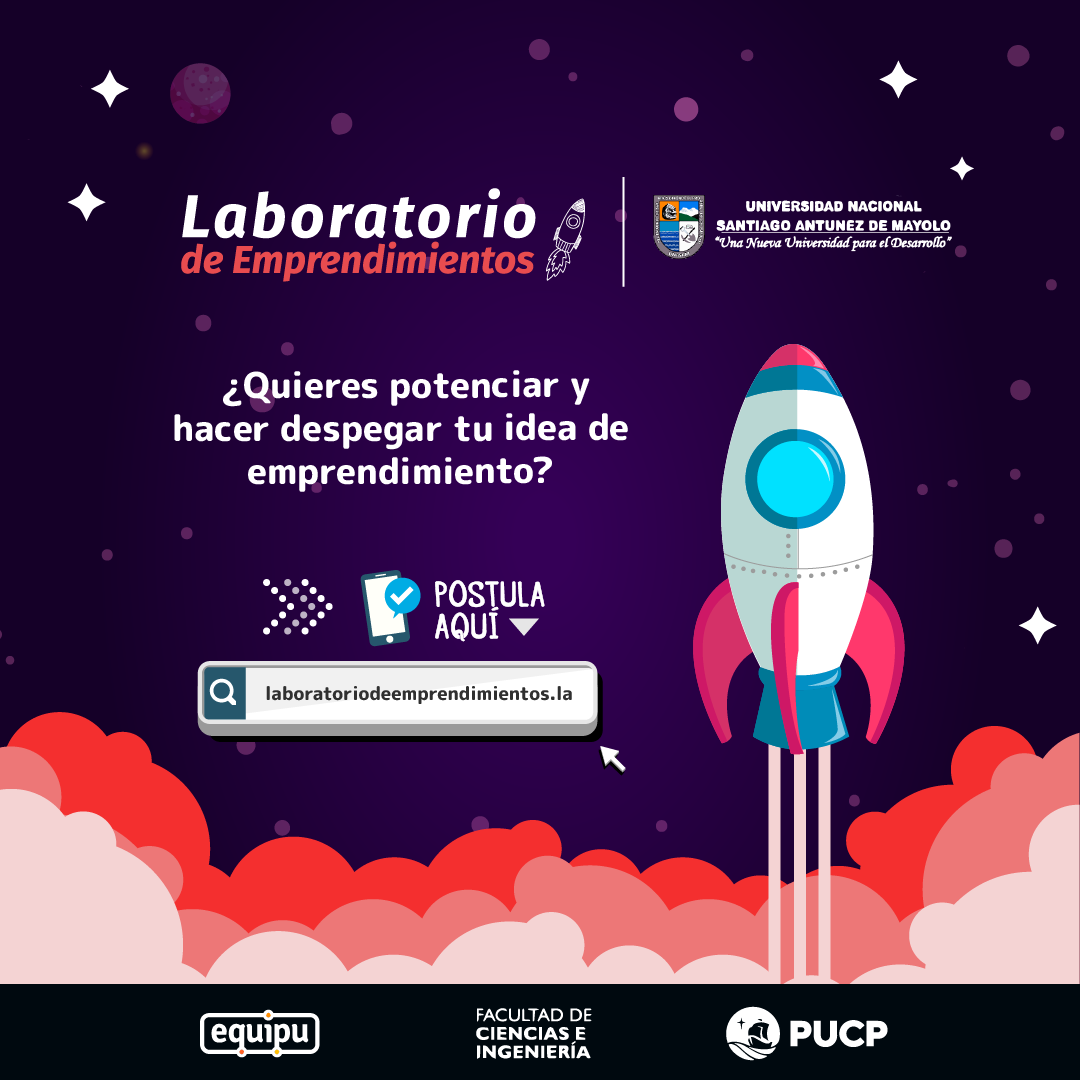 Laboratorio
de Emprendimientos
UNIVERSIDAD NACIONAL
SANTIAGO ANTUNEZ DE MAYOLO
"Una Nueva Universidad para el Desarrollo"
¿Quieres potenciar y
hacer despegar tu idea de
emprendimiento?
POSTULA
AQUÍ
laboratoriodeemprendimientos.la
equipu
FACULTAD DE
CIENCIAS E
INGENIERÍA
PUCP